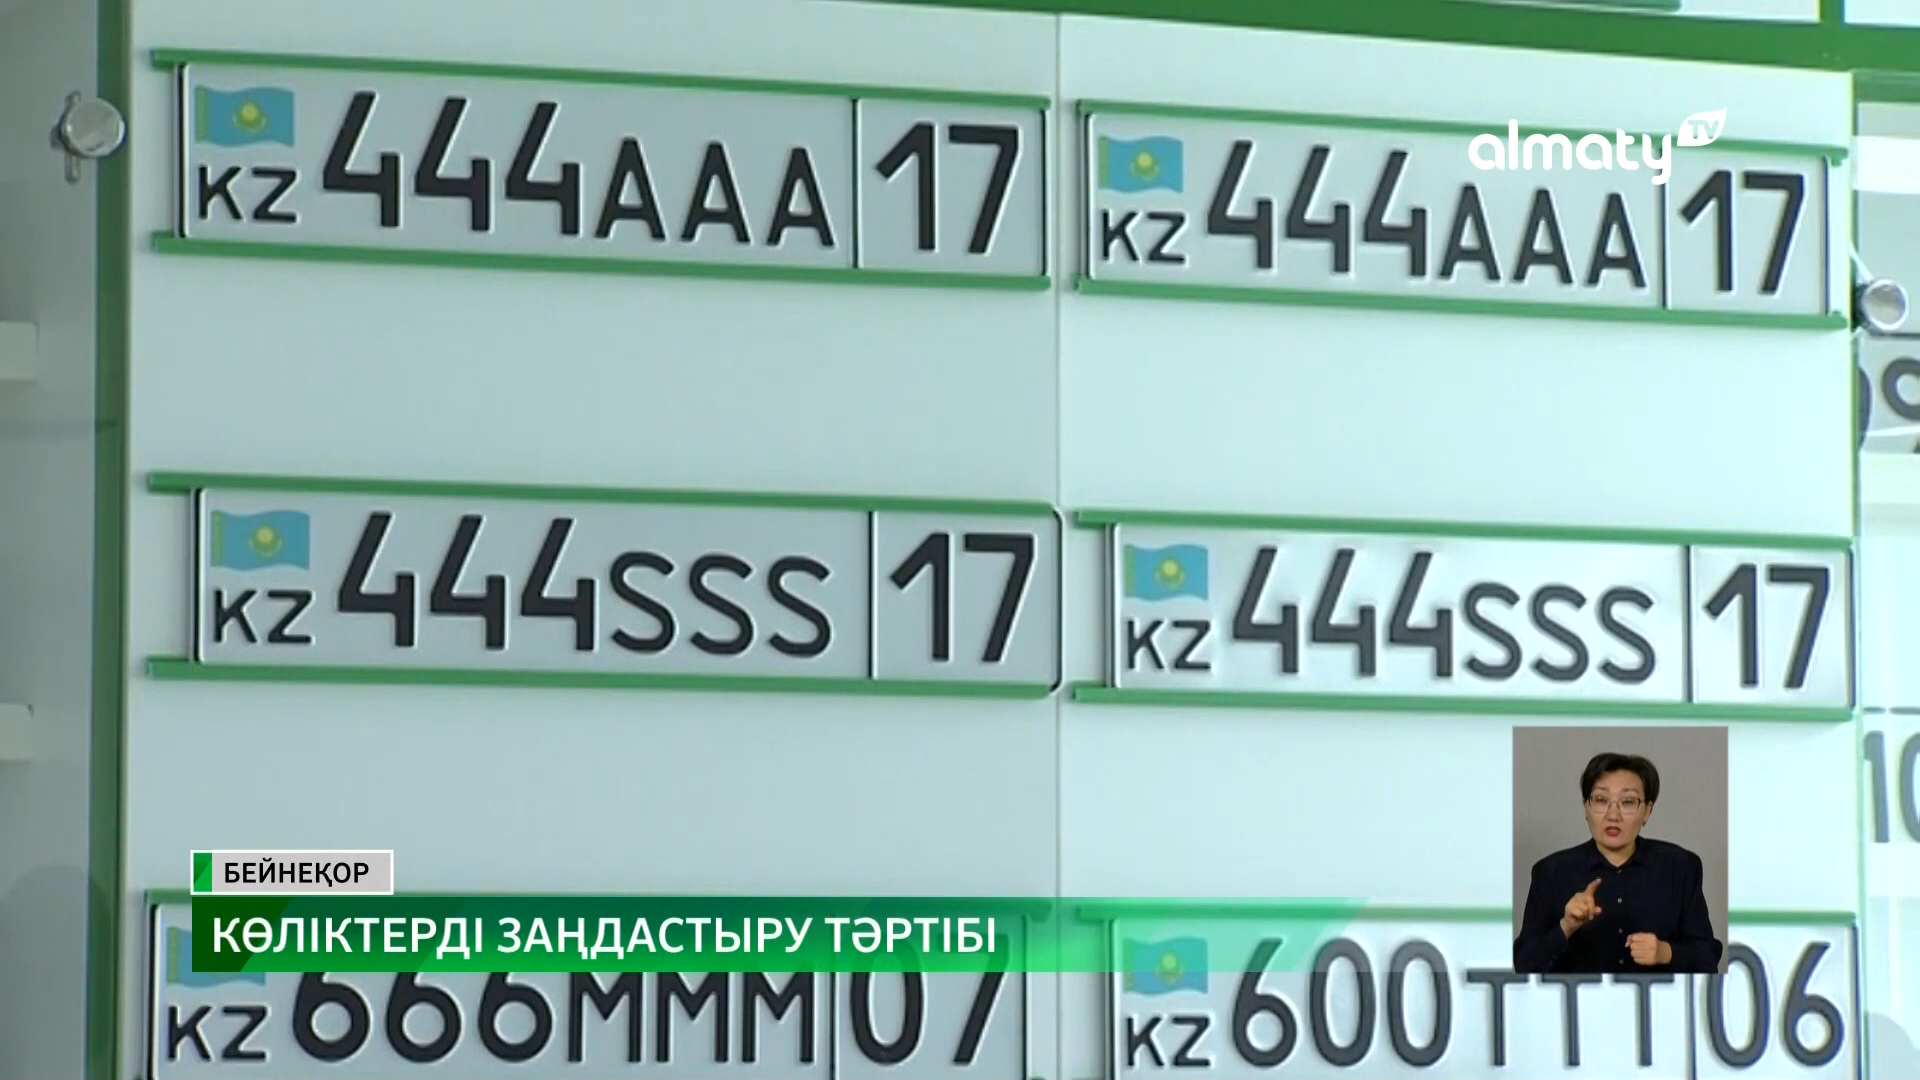 KZ 444AAA 17
KZ 444AAA 17
almaty TV
KZ 444SSS 17
KZ 444SSS 17
БЕЙНЕҚОР
КӨЛІКТЕРДІ ЗАҢДАСТЫРУ ТӘРТІБІ
KZ 666MMM 07
KZ 600TTT 06